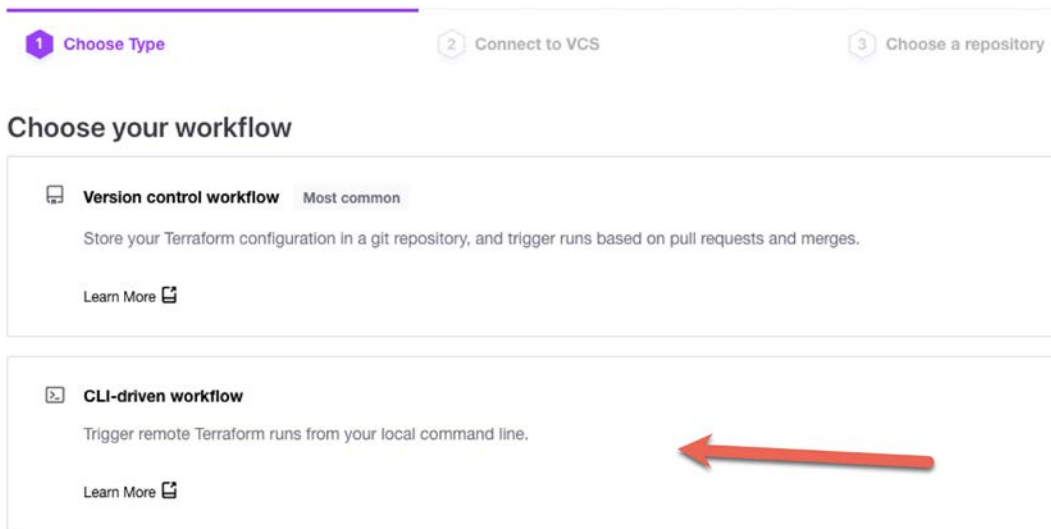 1 Choose Type
2 Connect to VCS
3 Choose a repository
Choose your workflow
Version control workflow Most common
Store your Terraform configuration in a git repository, and trigger runs based on pull requests and merges.
Learn More
CLI-driven workflow
Trigger remote Terraform runs from your local command line.
Learn More